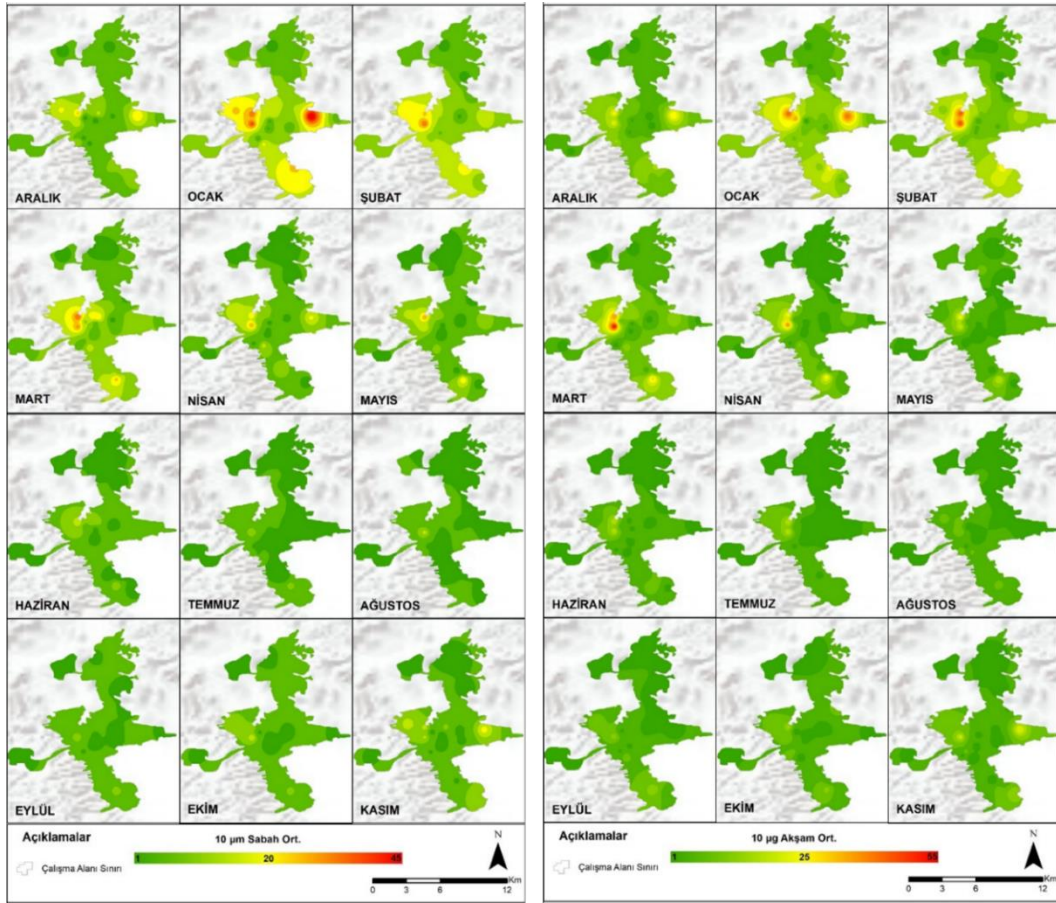 ARALIK
OCAK
ŞUBAT
MART
NİSAN
MAYIS
HAZİRAN
TEMMUZ
AĞUSTOS
EYLÜL
EKİM
KASIM
Açıklamalar
10 µm Sabah Ort.
N
Çalışma Alanı Sınırı
1
20
45
Km
0
3
6
12
ARALIK
OCAK
ŞUBAT
MART
NİSAN
MAYIS
HAZİRAN
TEMMUZ
AĞUSTOS
EYLÜL
EKİM
KASIM
Açıklamalar
10 µg Akşam Ort.
N
Çalışma Alanı Sınırı
1
25
55
Km
0
3
6
12